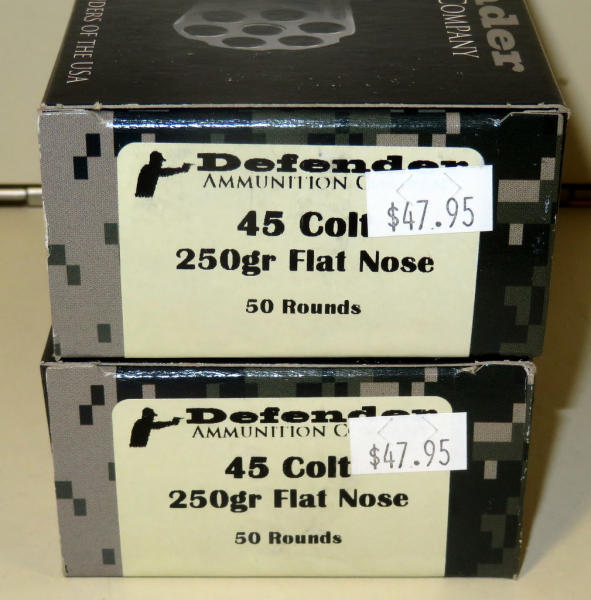 DERS OF THE USA
nder
COMPANY
Defender
AMMUNITION C
$47.95
45 Colt
250gr Flat Nose
50 Rounds
Defender
AMMUNITION C
$47.95
45 Colt
250gr Flat Nose
50 Rounds